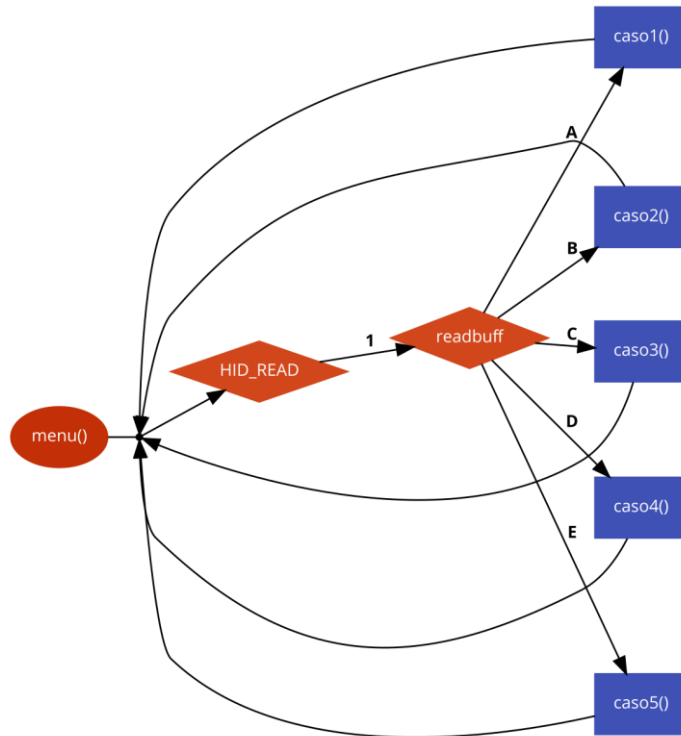 caso1()
A
caso2()
B
1
readbuff
C
caso3()
HID_READ
menu()
D
caso4()
E
caso5()